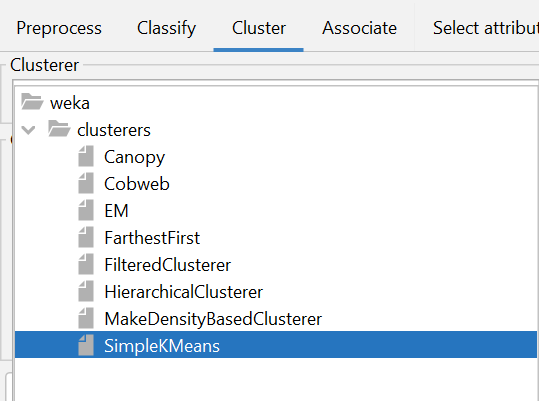 Preprocess Classify Cluster Associate Select attribut
Clusterer
weka
clusterers
Canopy
Cobweb
EM
FarthestFirst
FilteredClusterer
HierarchicalClusterer
MakeDensityBasedClusterer
SimpleKMeans